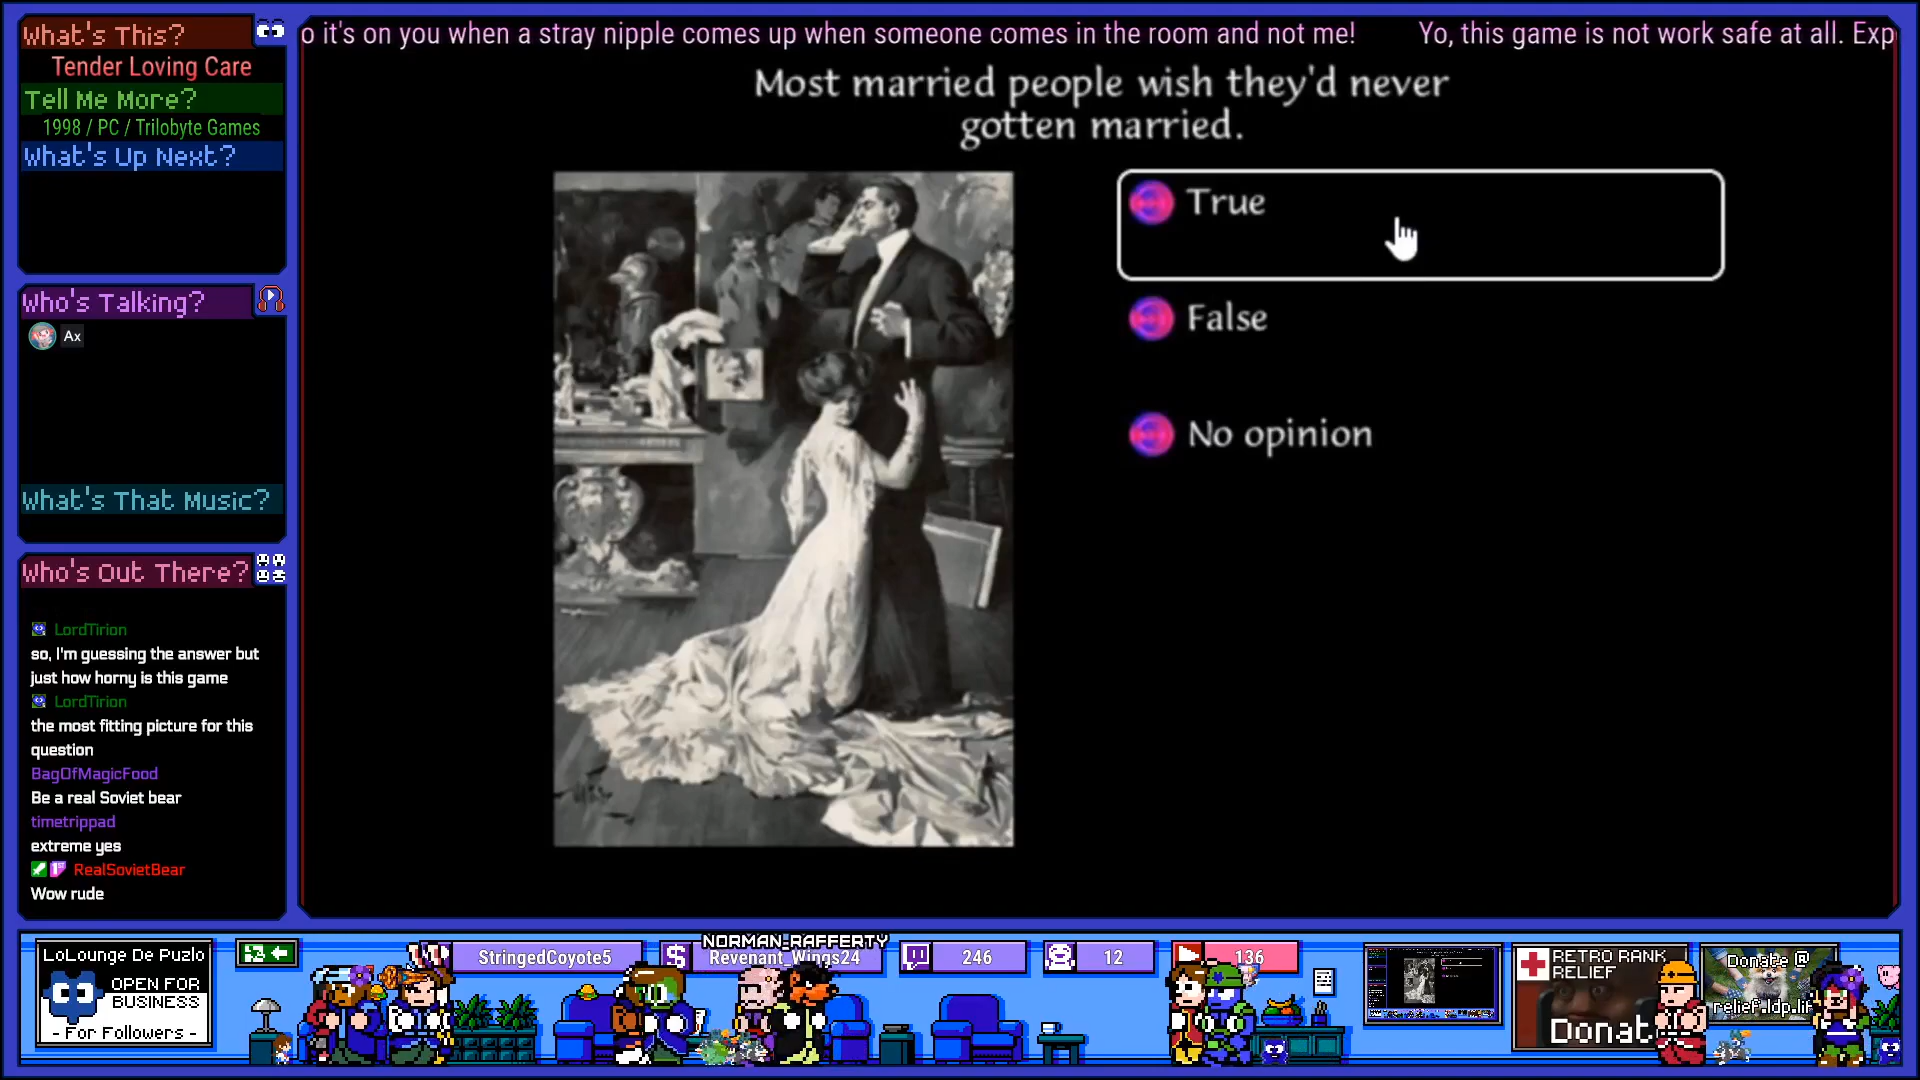 What's This?
Tender Loving Care
Tell Me More?
1998 / PC / Trilobyte Games
What's Up Next?
Who's Talking?
Ax
What's That Music?
Who's Out There?
LordTirion
so, I'm guessing the answer but
just how horny is this game
LordTirion
the most fitting picture for this
question
BagOfMagicFood
Be a real Soviet bear
timetrippad
extreme yes
RealSovietBear
Wow rude
o it's on you when a stray nipple comes up when someone comes in the room and not me! Yo, this game is not work safe at all. Exp
Most married people wish they'd never
gotten married.
True
False
No opinion
LoLounge De Puzlo
OPEN FOR
BUSINESS
- For Followers -
StringedCoyote5
$
NORMAN_RAFFERTY
Revenant_Wings24
246
12
136
RETRO RANK
RELIEF
Donat
Donate @
relief.ldp.lif